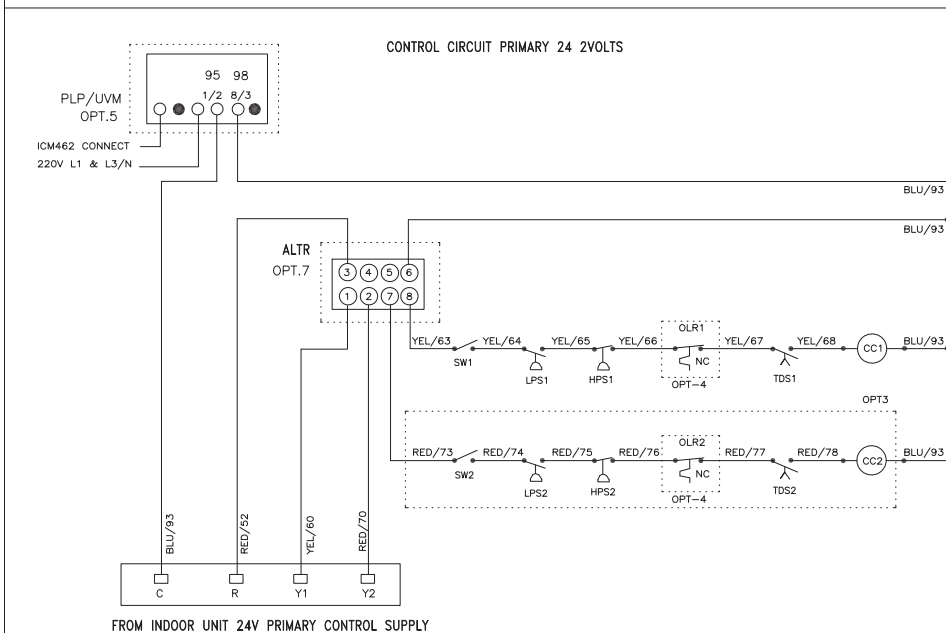 CONTROL CIRCUIT PRIMARY 24 2VOLTS
95 98
1/2 8/3
PLP/UVM
OPT.5
ICM462 CONNECT
220V L1 & L3/N
BLU/93
BLU/93
ALTR
OPT.7
3 4 5 6
1 2 7 8
OLR1
YEL/63 YEL/64 YEL/65 YEL/66 YEL/67 YEL/68 CC1 BLU/93
SW1 NC
LPS1 HPS1 OPT-4 TDS1
OPT3
OLR2
RED/73 RED/74 RED/75 RED/76 RED/77 RED/78 CC2 BLU/93
SW2 NC
LPS2 HPS2 OPT-4 TDS2
BLU/93 RED/52 YEL/60 RED/70
C R Y1 Y2
FROM INDOOR UNIT 24V PRIMARY CONTROL SUPPLY